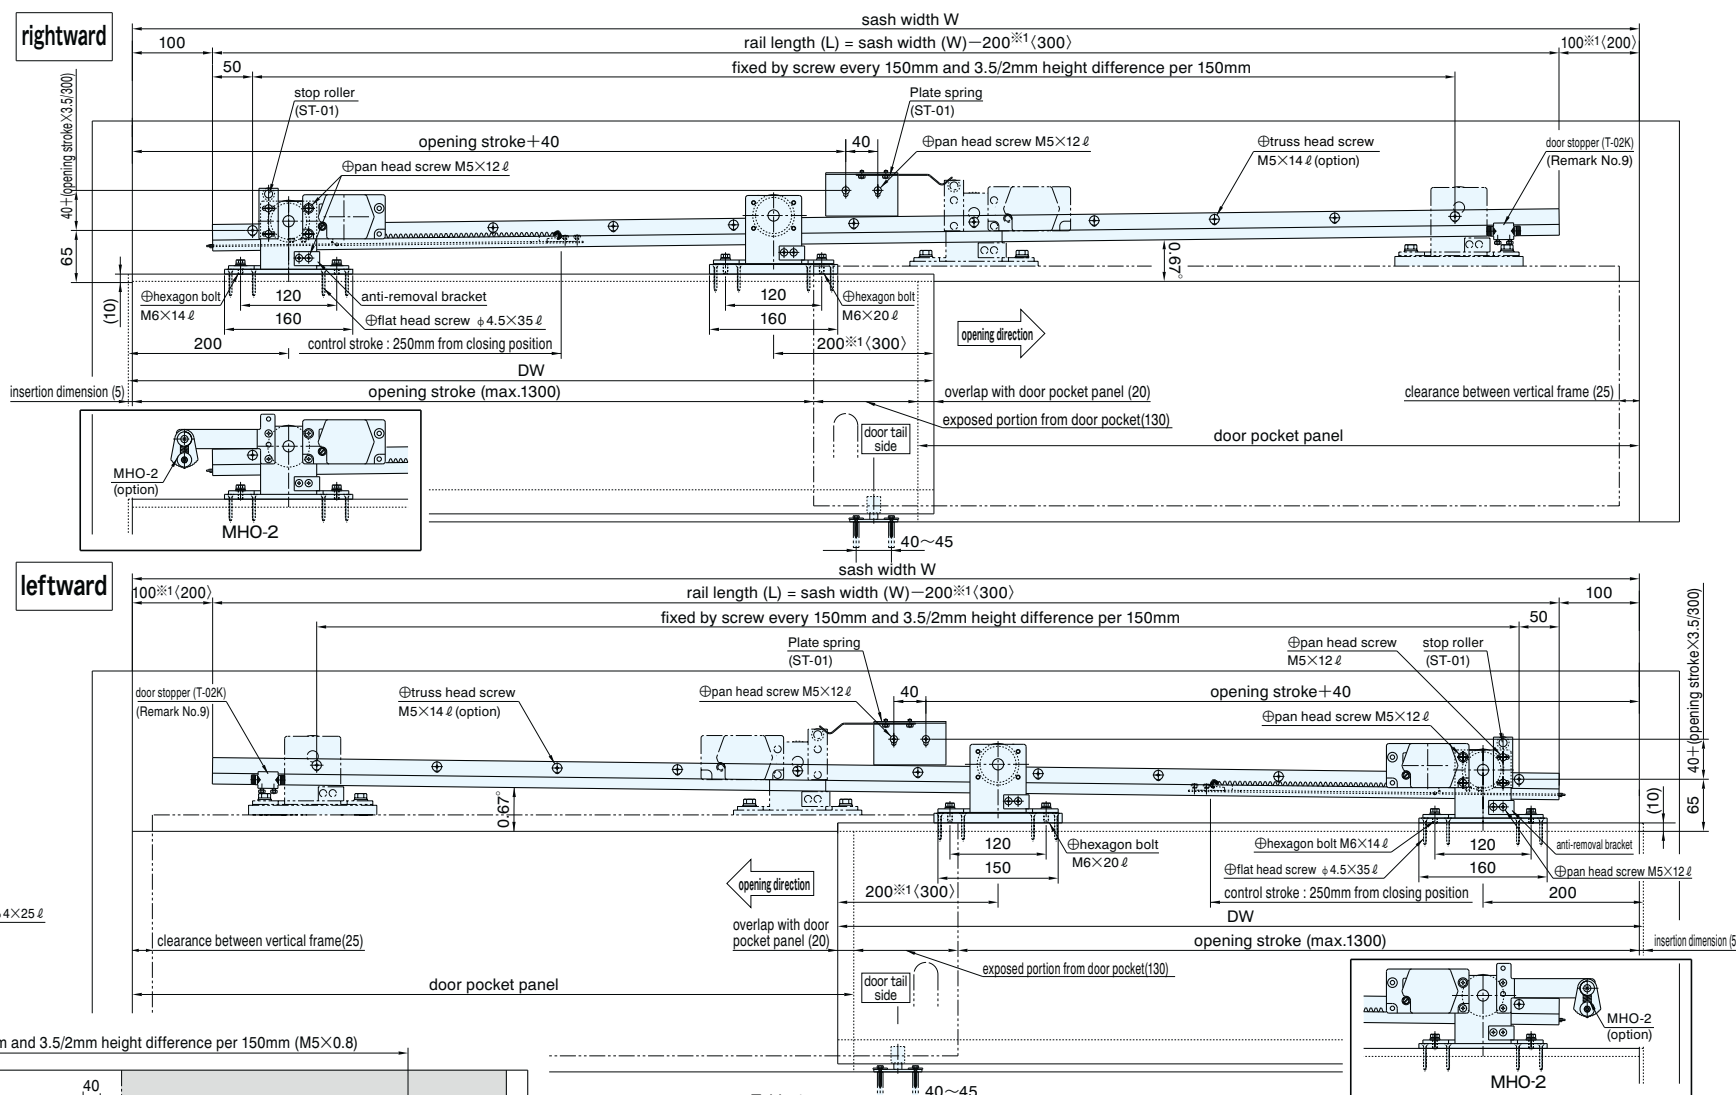 rightward
sash width W
100
rail length (L) = sash width (W)−200※1〈300〉
100※1〈200〉
50
fixed by screw every 150mm and 3.5/2mm height difference per 150mm
40+(opening stroke×3.5/300)
stop roller
(ST-01)
Plate spring
(ST-01)
opening stroke+40
40
⊕pan head screw M5×12ℓ
⊕truss head screw
M5×14ℓ(option)
door stopper (T-02K)
(Remark No.9)
⊕pan head screw M5×12ℓ
65
0.67°
(10)
⊕hexagon bolt
M6×14ℓ
120
anti-removal bracket
160
⊕flat head screw φ4.5×35ℓ
120
160
⊕hexagon bolt
M6×20ℓ
200
control stroke : 250mm from closing position
200※1〈300〉
opening direction
DW
insertion dimension (5)
opening stroke (max.1300)
overlap with door pocket panel (20)
clearance between vertical frame (25)
exposed portion from door pocket(130)
door tail
side
door pocket panel
MHO-2
(option)
MHO-2
40~45
leftward
sash width W
100※1〈200〉
rail length (L) = sash width (W)−200※1〈300〉
100
fixed by screw every 150mm and 3.5/2mm height difference per 150mm
50
40+(opening stroke×3.5/300)
Plate spring
(ST-01)
⊕pan head screw
M5×12ℓ
stop roller
(ST-01)
door stopper (T-02K)
(Remark No.9)
⊕truss head screw
M5×14ℓ(option)
⊕pan head screw M5×12ℓ
40
opening stroke+40
⊕pan head screw M5×12ℓ
0.67°
(10)
65
120
150
⊕hexagon bolt
M6×20ℓ
⊕hexagon bolt M6×14ℓ
120
anti-removal bracket
⊕flat head screw φ4.5×35ℓ
160
⊕pan head screw M5×12ℓ
opening direction
200※1〈300〉
control stroke : 250mm from closing position
200
4×25ℓ
DW
overlap with door
pocket panel (20)
clearance between vertical frame(25)
opening stroke (max.1300)
insertion dimension (5
exposed portion from door pocket(130)
door tail
side
door pocket panel
MHO-2
(option)
MHO-2
m and 3.5/2mm height difference per 150mm (M5×0.8)
40
40~45